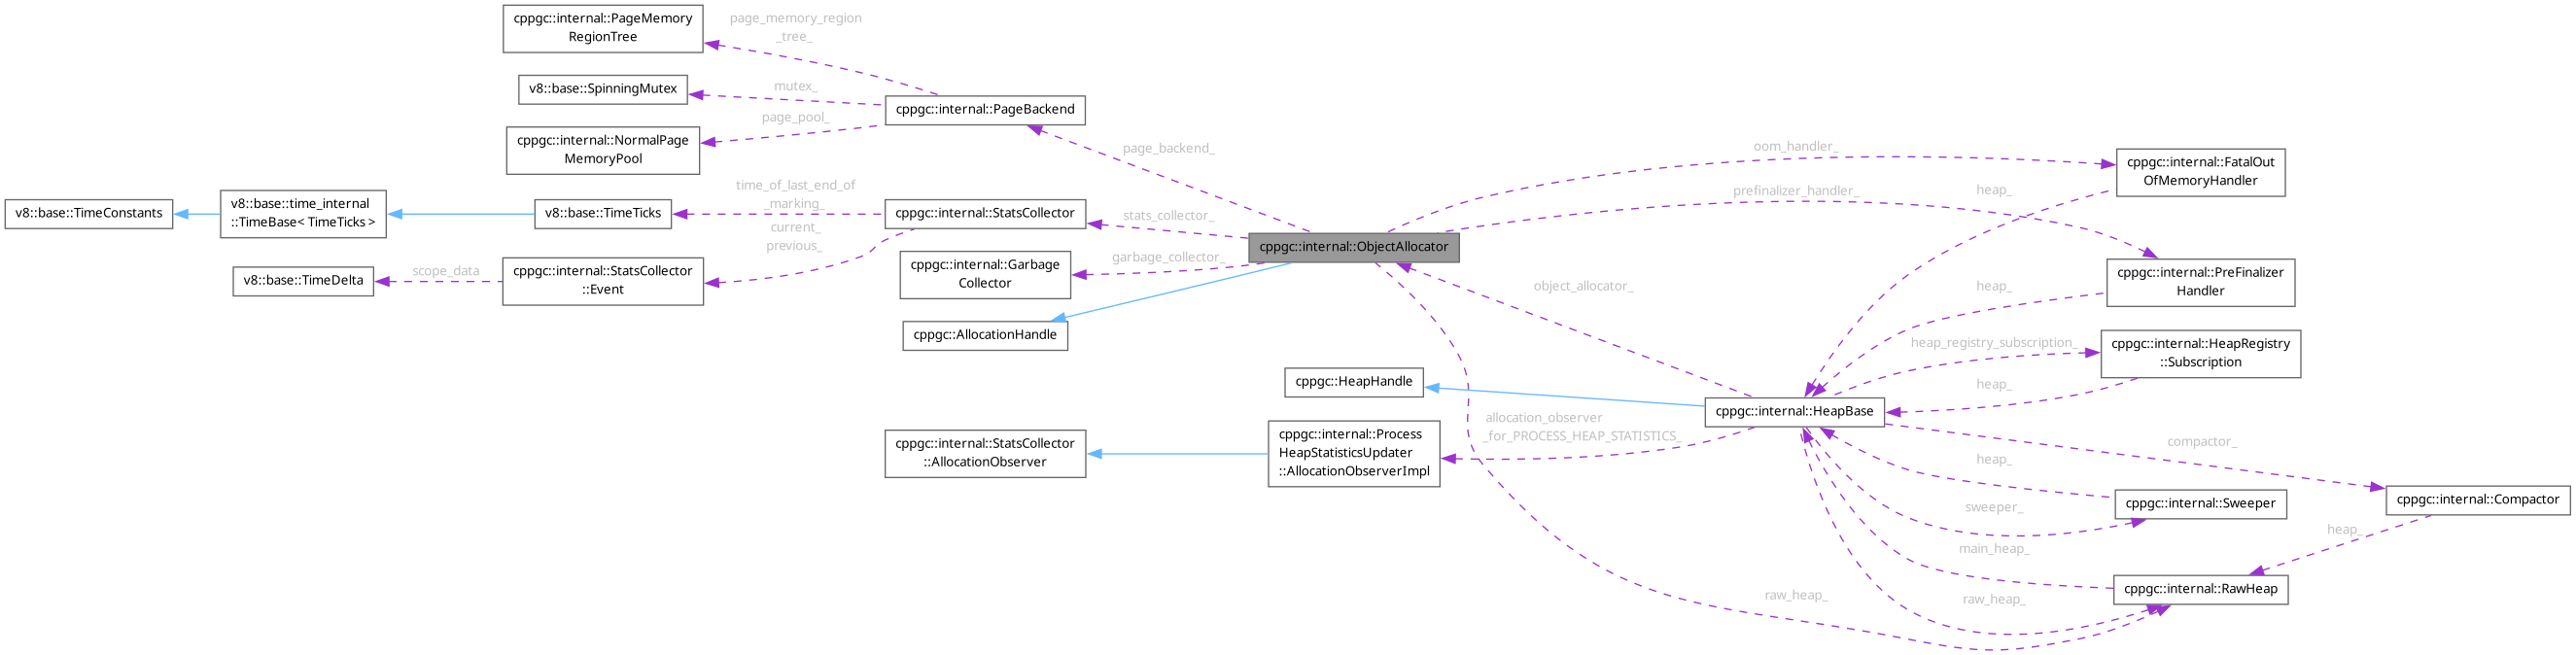 cppgc::internal::PageMemory
RegionTree
page_memory_region
_tree_
v8::base::SpinningMutex
mutex_
cppgc::internal::PageBackend
page_pool_
cppgc::internal::NormalPage
MemoryPool
page_backend_
oom_handler_
cppgc::internal::FatalOut
OfMemoryHandler
v8::base::TimeConstants
v8::base::time_internal
::TimeBase< TimeTicks >
v8::base::TimeTicks
time_of_last_end_of
_marking_
cppgc::internal::StatsCollector
stats_collector_
prefinalizer_handler_
heap_
current_
previous_
cppgc::internal::ObjectAllocator
v8::base::TimeDelta
scope_data
cppgc::internal::StatsCollector
::Event
cppgc::internal::Garbage
Collector
garbage_collector_
object_allocator_
heap_
cppgc::internal::PreFinalizer
Handler
cppgc::AllocationHandle
heap_registry_subscription_
cppgc::internal::HeapRegistry
::Subscription
cppgc::HeapHandle
heap_
cppgc::internal::HeapBase
allocation_observer
_for_PROCESS_HEAP_STATISTICS_
cppgc::internal::StatsCollector
::AllocationObserver
cppgc::internal::Process
HeapStatisticsUpdater
::AllocationObserverImpl
compactor_
heap_
sweeper_
cppgc::internal::Sweeper
cppgc::internal::Compactor
heap_
main_heap_
raw_heap_
raw_heap_
cppgc::internal::RawHeap